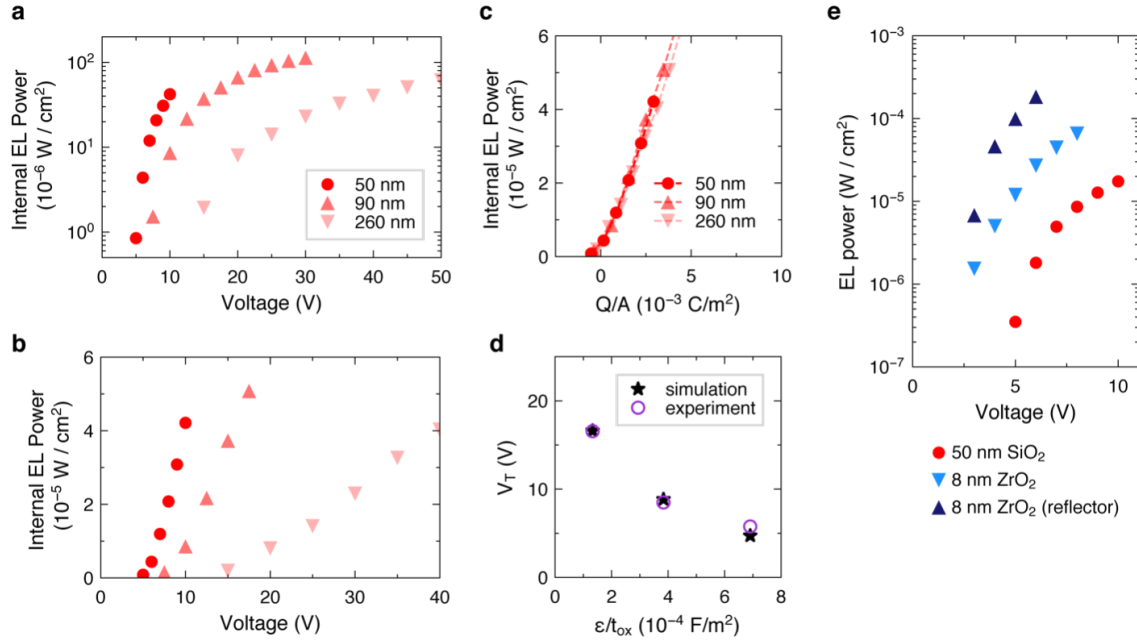 a
Internal EL Power
(10⁻⁶ W / cm²)
10²
10¹
10⁰
50 nm
90 nm
260 nm
0 10 20 30 40 50
Voltage (V)
b
Internal EL Power
(10⁻⁵ W / cm²)
6
4
2
0
0 10 20 30 40
Voltage (V)
c
Internal EL Power
(10⁻⁵ W / cm²)
6
4
2
0
50 nm
90 nm
260 nm
0 5 10
Q/A (10⁻³ C/m²)
d
V_T (V)
20
10
0
simulation
experiment
0 2 4 6 8
ε/t_ox (10⁻⁴ F/m²)
e
EL power (W / cm²)
10⁻³
10⁻⁴
10⁻⁵
10⁻⁶
10⁻⁷
0 5 10
Voltage (V)
50 nm SiO₂
8 nm ZrO₂
8 nm ZrO₂ (reflector)